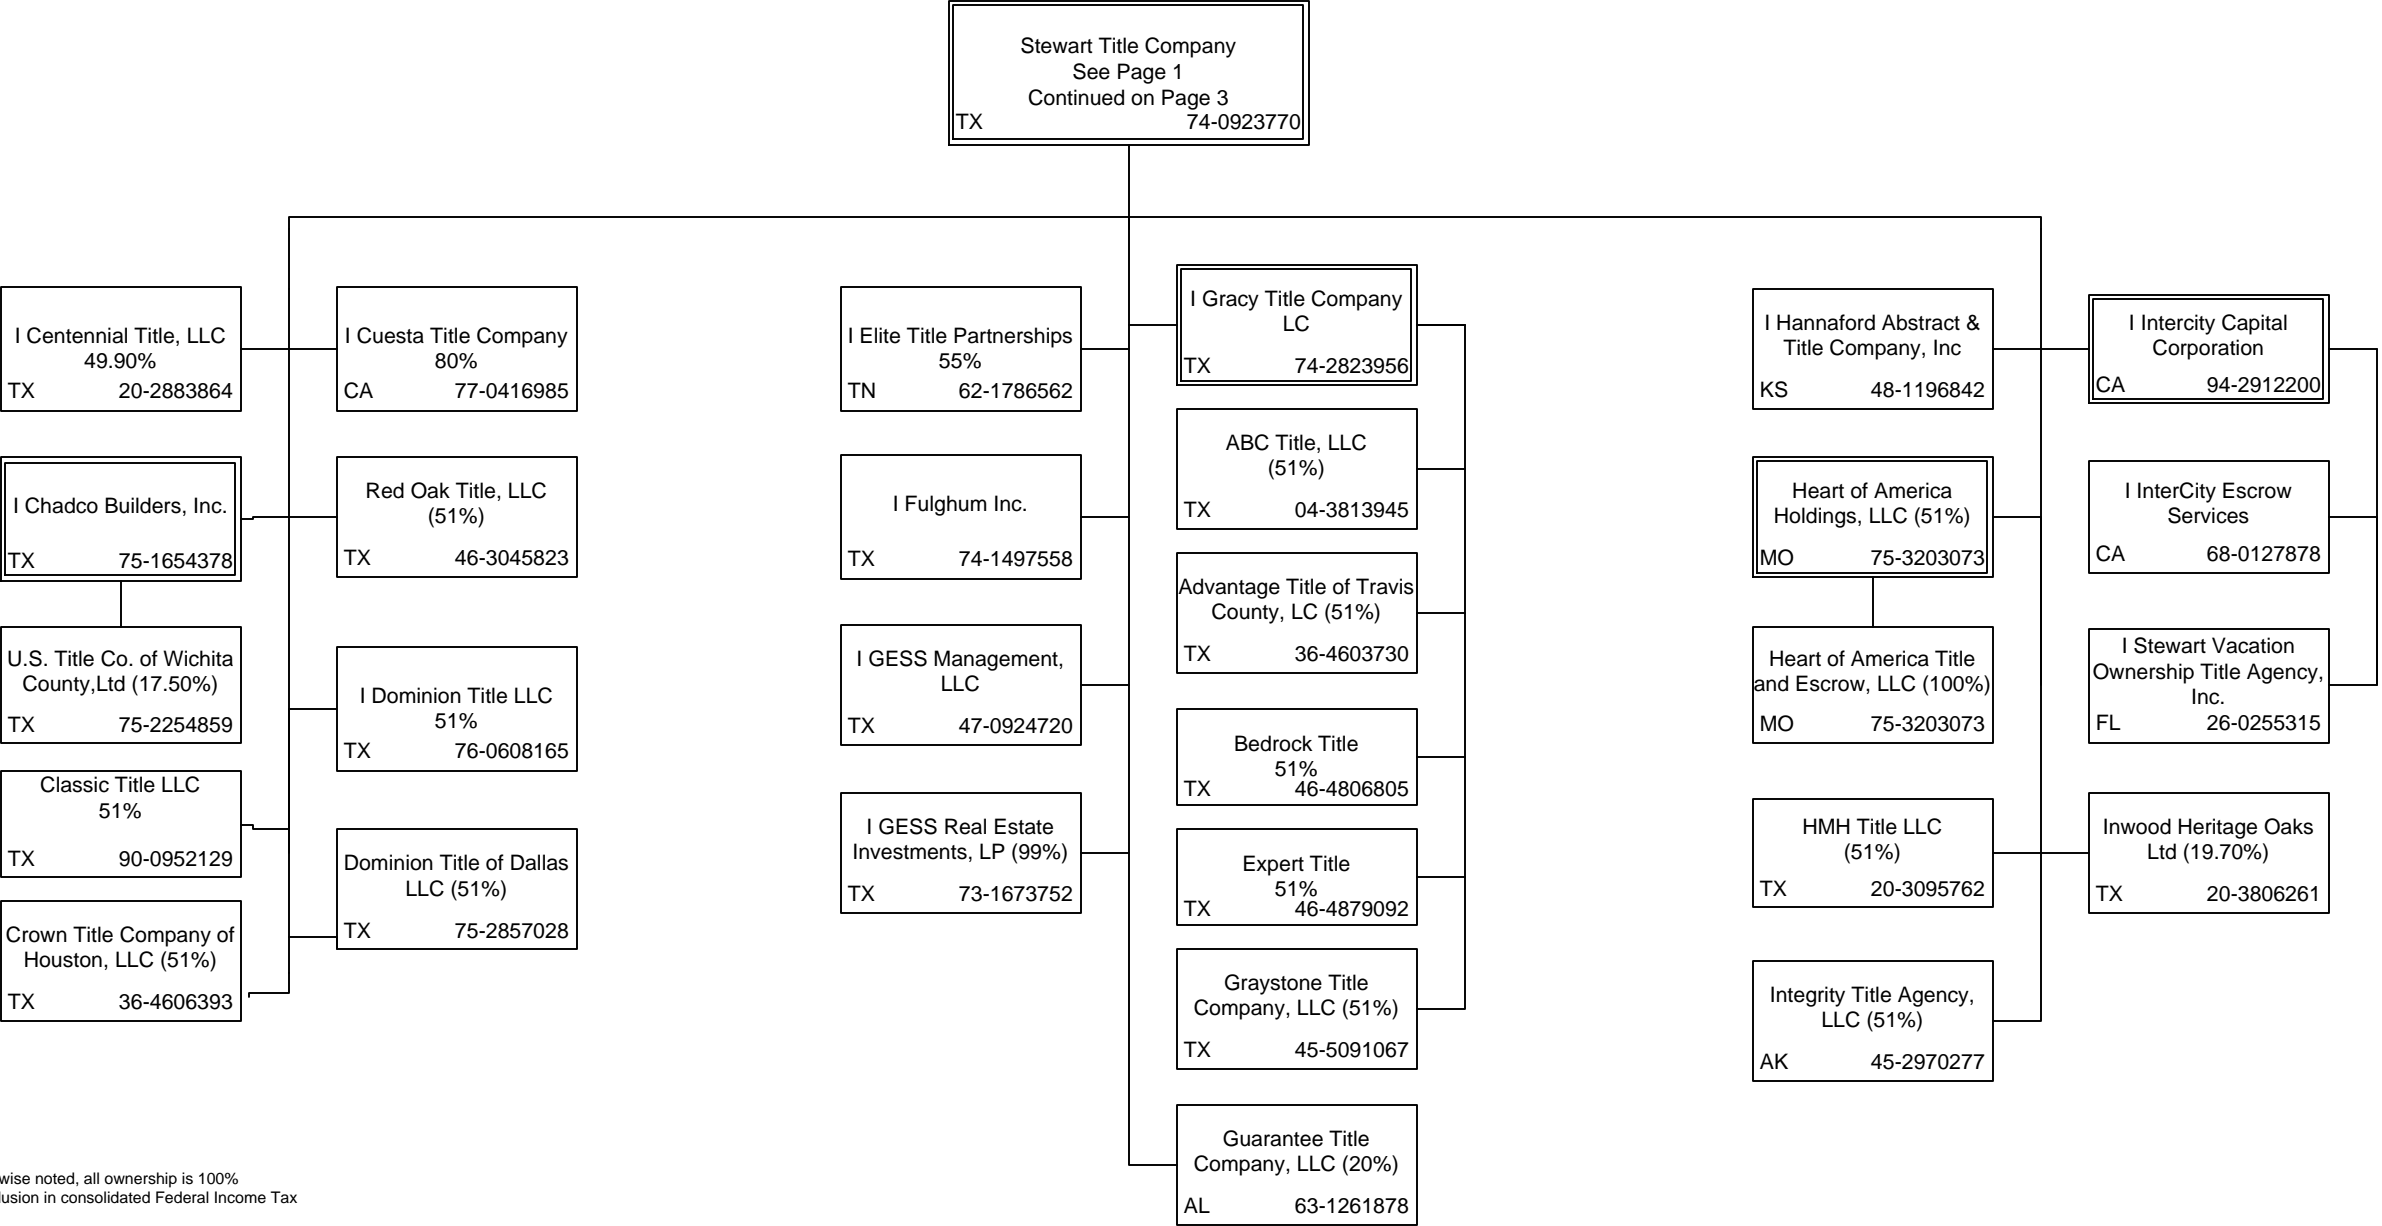 Stewart Title Company
See Page 1
Continued on Page 3
TX 74-0923770
I Centennial Title, LLC
49.90%
TX 20-2883864
I Cuesta Title Company
80%
CA 77-0416985
I Chadco Builders, Inc.
TX 75-1654378
Red Oak Title, LLC
(51%)
TX 46-3045823
U.S. Title Co. of Wichita
County,Ltd (17.50%)
TX 75-2254859
I Dominion Title LLC
51%
TX 76-0608165
Classic Title LLC
51%
TX 90-0952129
Dominion Title of Dallas
LLC (51%)
TX 75-2857028
Crown Title Company of
Houston, LLC (51%)
TX 36-4606393
I Elite Title Partnerships
55%
TN 62-1786562
I Fulghum Inc.
TX 74-1497558
I GESS Management,
LLC
TX 47-0924720
I GESS Real Estate
Investments, LP (99%)
TX 73-1673752
I Gracy Title Company
LC
TX 74-2823956
ABC Title, LLC
(51%)
TX 04-3813945
Advantage Title of Travis
County, LC (51%)
TX 36-4603730
Bedrock Title
51%
TX 46-4806805
Expert Title
51%
TX 46-4879092
Graystone Title
Company, LLC (51%)
TX 45-5091067
Guarantee Title
Company, LLC (20%)
AL 63-1261878
I Hannaford Abstract &
Title Company, Inc
KS 48-1196842
Heart of America
Holdings, LLC (51%)
MO 75-3203073
Heart of America Title
and Escrow, LLC (100%)
MO 75-3203073
HMH Title LLC
(51%)
TX 20-3095762
Integrity Title Agency,
LLC (51%)
AK 45-2970277
I Intercity Capital
Corporation
CA 94-2912200
I InterCity Escrow
Services
CA 68-0127878
I Stewart Vacation
Ownership Title Agency,
Inc.
FL 26-0255315
Inwood Heritage Oaks
Ltd (19.70%)
TX 20-3806261
wise noted, all ownership is 100%
lusion in consolidated Federal Income Tax